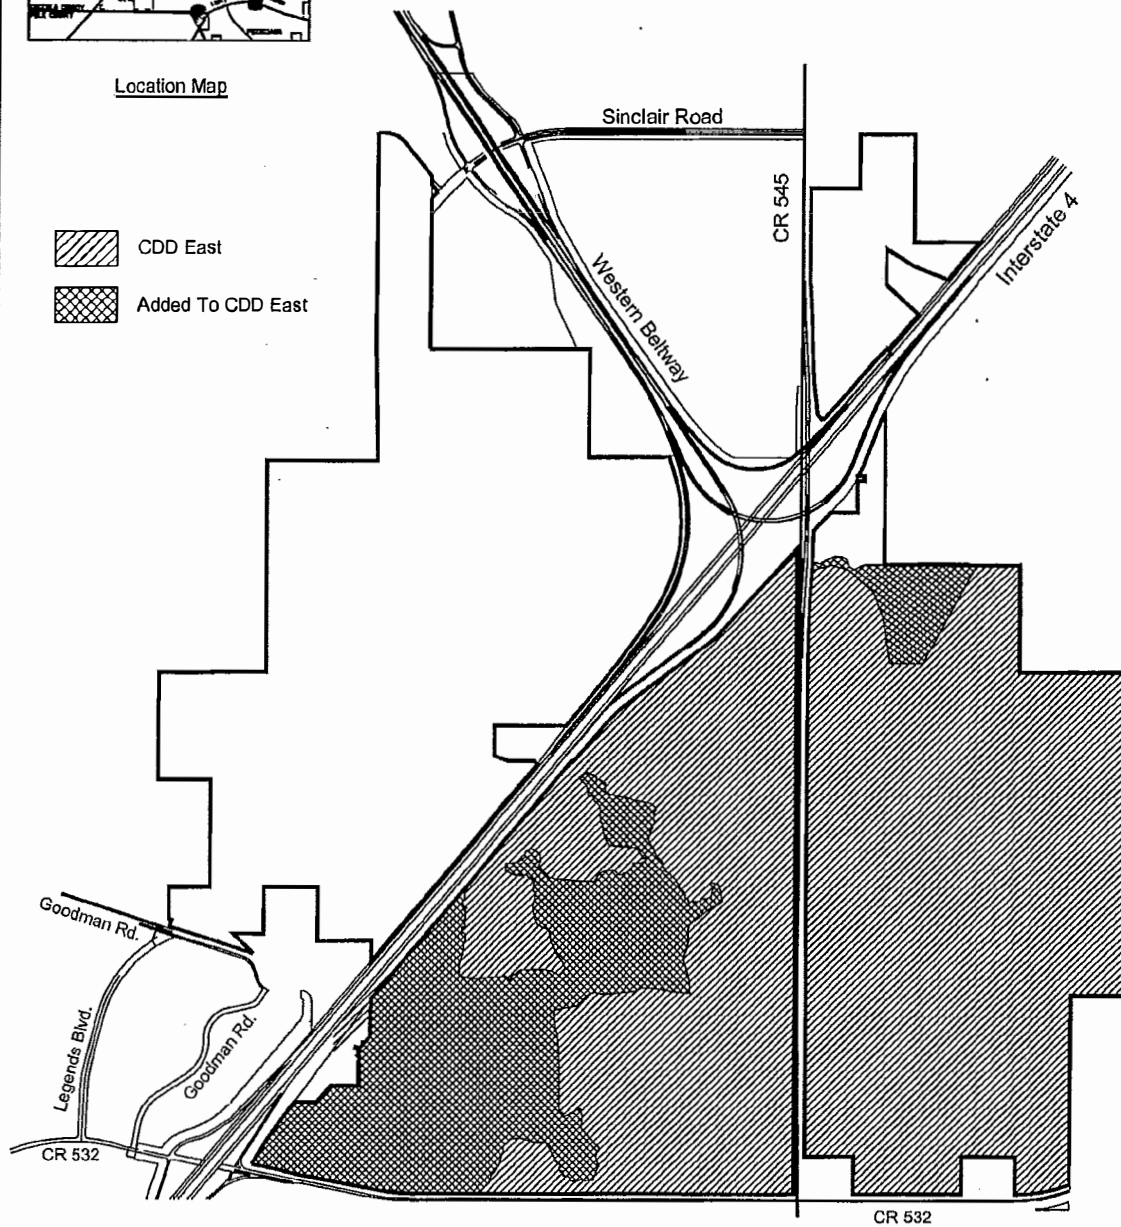 Location Map
Sinclair Road
CR 545
Interstate 4
CDD East
Added To CDD East
Western Beltway
Goodman Rd.
Legends Blvd.
Goodman Rd.
CR 532
CR 532